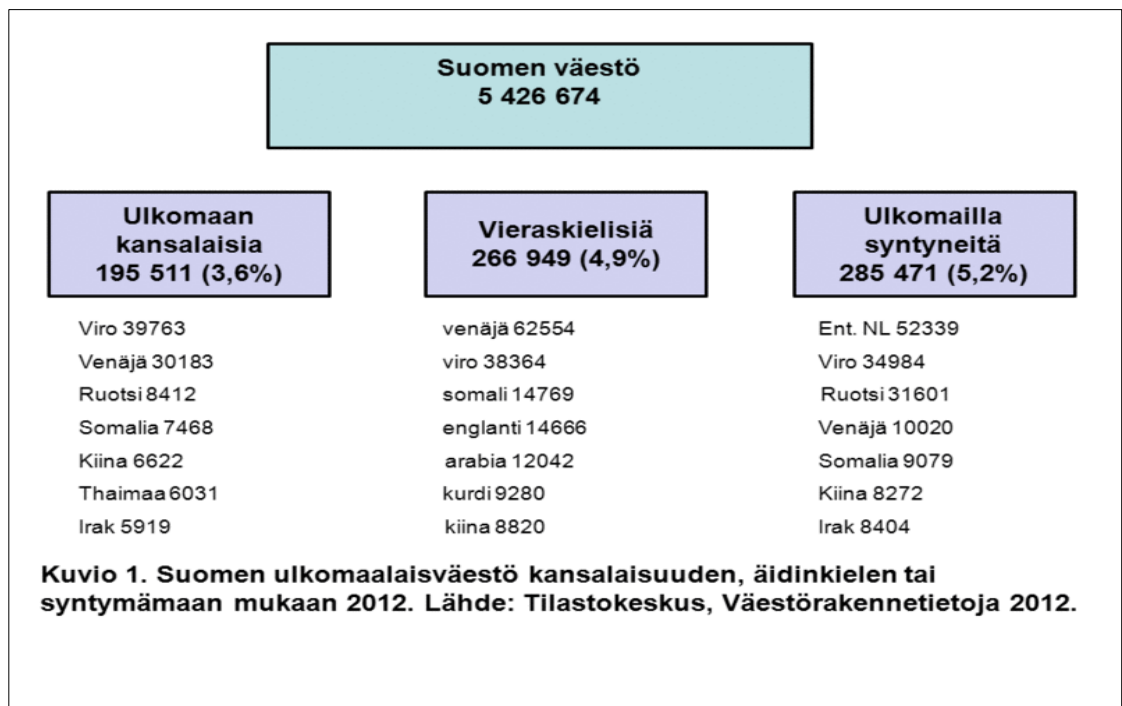 Suomen väestö
5 426 674
Ulkomaan
kansalaisia
195 511 (3,6%)
Viro 39763
Venäjä 30183
Ruotsi 8412
Somalia 7468
Kiina 6622
Thaimaa 6031
Irak 5919
Vieraskielisiä
266 949 (4,9%)
venäjä 62554
viro 38364
somali 14769
englanti 14666
arabia 12042
kurdi 9280
kiina 8820
Ulkomailla
syntyneitä
285 471 (5,2%)
Ent. NL 52339
Viro 34984
Ruotsi 31601
Venäjä 10020
Somalia 9079
Kiina 8272
Irak 8404
Kuvio 1. Suomen ulkomaalaisväestö kansalaisuuden, äidinkielen tai
syntymämaan mukaan 2012. Lähde: Tilastokeskus, Väestörakennetietoja 2012.